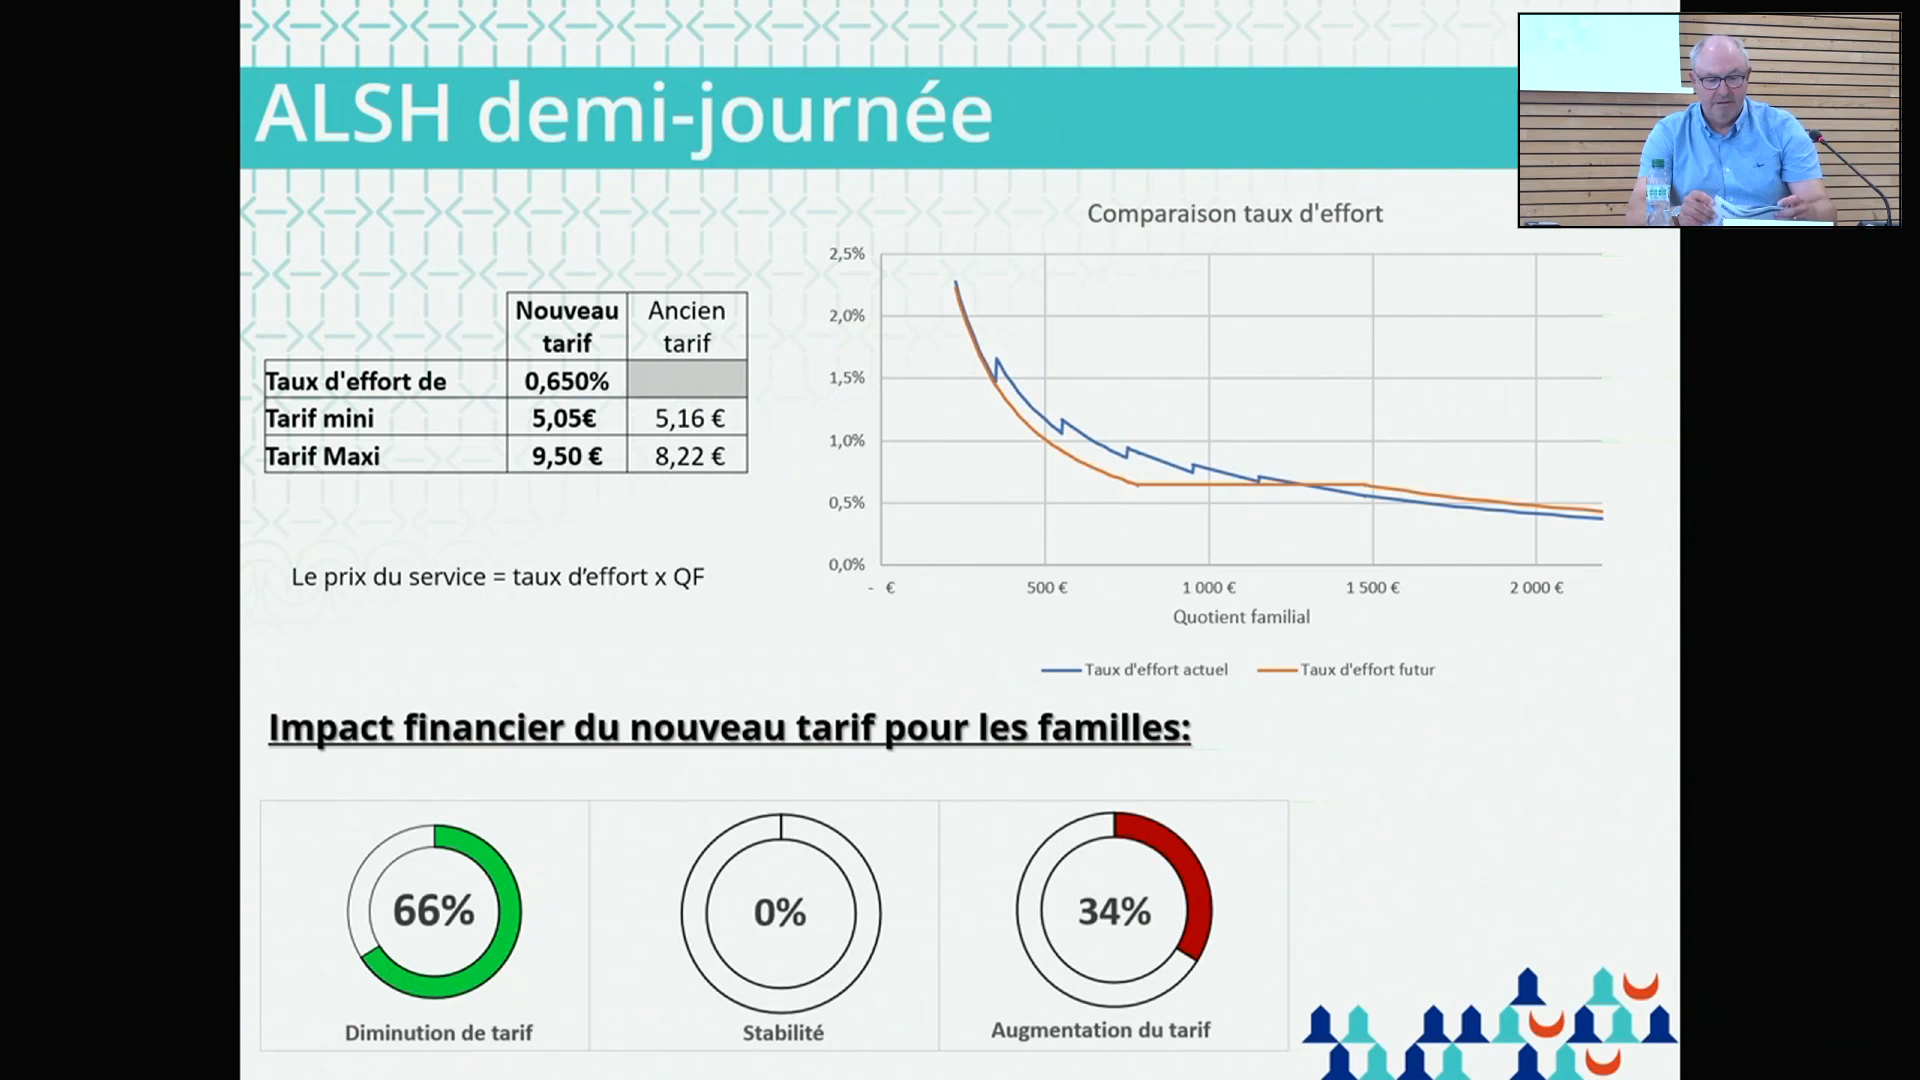 ALSH demi-journée
Nouveau tarif Ancien tarif
Taux d'effort de 0,650%
Tarif mini 5,05€ 5,16 €
Tarif Maxi 9,50 € 8,22 €
Le prix du service = taux d’effort x QF
Comparaison taux d'effort
2,5%
2,0%
1,5%
1,0%
0,5%
0,0%
- € 500 € 1 000 € 1 500 € 2 000 €
Quotient familial
Taux d'effort actuel Taux d'effort futur
Impact financier du nouveau tarif pour les familles:
66% 0% 34%
Diminution de tarif Stabilité Augmentation du tarif